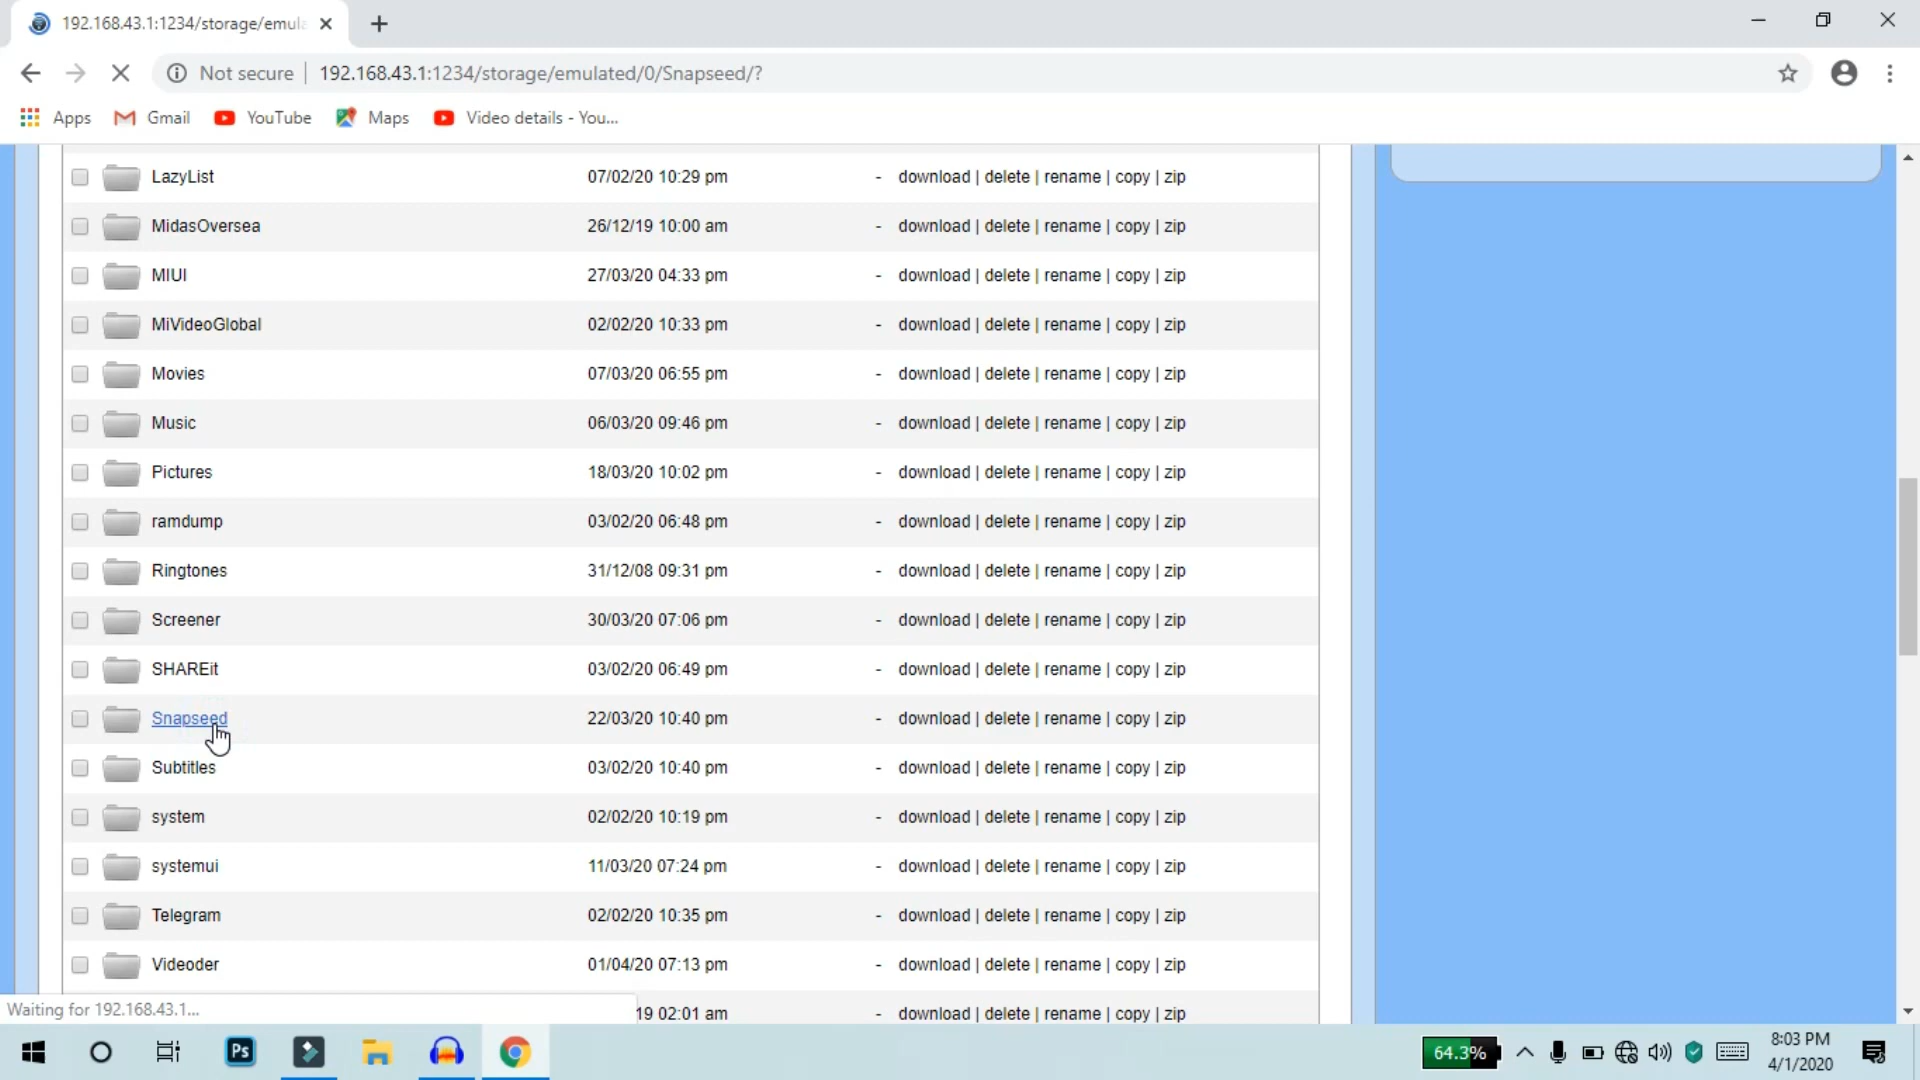 192.168.43.1:1234/storage/emula
Not secure | 192.168.43.1:1234/storage/emulated/0/Snapseed/?
Apps Gmail YouTube Maps Video details - You...
LazyList 07/02/20 10:29 pm - download | delete | rename | copy | zip
MidasOversea 26/12/19 10:00 am - download | delete | rename | copy | zip
MIUI 27/03/20 04:33 pm - download | delete | rename | copy | zip
MiVideoGlobal 02/02/20 10:33 pm - download | delete | rename | copy | zip
Movies 07/03/20 06:55 pm - download | delete | rename | copy | zip
Music 06/03/20 09:46 pm - download | delete | rename | copy | zip
Pictures 18/03/20 10:02 pm - download | delete | rename | copy | zip
ramdump 03/02/20 06:48 pm - download | delete | rename | copy | zip
Ringtones 31/12/08 09:31 pm - download | delete | rename | copy | zip
Screener 30/03/20 07:06 pm - download | delete | rename | copy | zip
SHAREit 03/02/20 06:49 pm - download | delete | rename | copy | zip
Snapseed 22/03/20 10:40 pm - download | delete | rename | copy | zip
Subtitles 03/02/20 10:40 pm - download | delete | rename | copy | zip
system 02/02/20 10:19 pm - download | delete | rename | copy | zip
systemui 11/03/20 07:24 pm - download | delete | rename | copy | zip
Telegram 02/02/20 10:35 pm - download | delete | rename | copy | zip
Videoder 01/04/20 07:13 pm - download | delete | rename | copy | zip
Waiting for 192.168.43.1... 19 02:01 am - download | delete | rename | copy | zip
Ps 64.3% 8:03 PM
4/1/2020